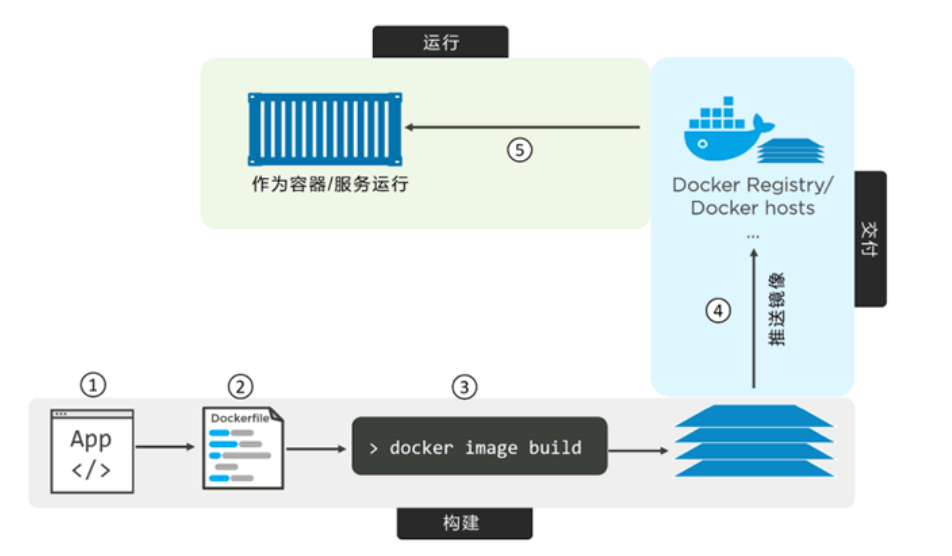 运行
⑤
作为容器/服务运行
Docker Registry/
Docker hosts
...
交付
④
推送镜像
①
②
③
App
</>
Dockerfile
> docker image build
构建